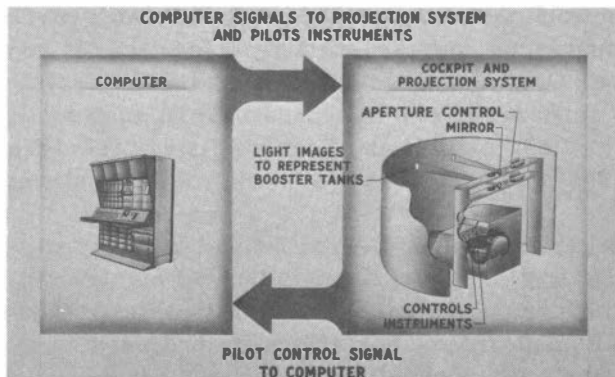 COMPUTER SIGNALS TO PROJECTION SYSTEM
AND PILOTS INSTRUMENTS
COMPUTER
COCKPIT AND
PROJECTION SYSTEM
APERTURE CONTROL
MIRROR
LIGHT IMAGES
TO REPRESENT
BOOSTER TANKS
CONTROLS
INSTRUMENTS
PILOT CONTROL SIGNAL
TO COMPUTER